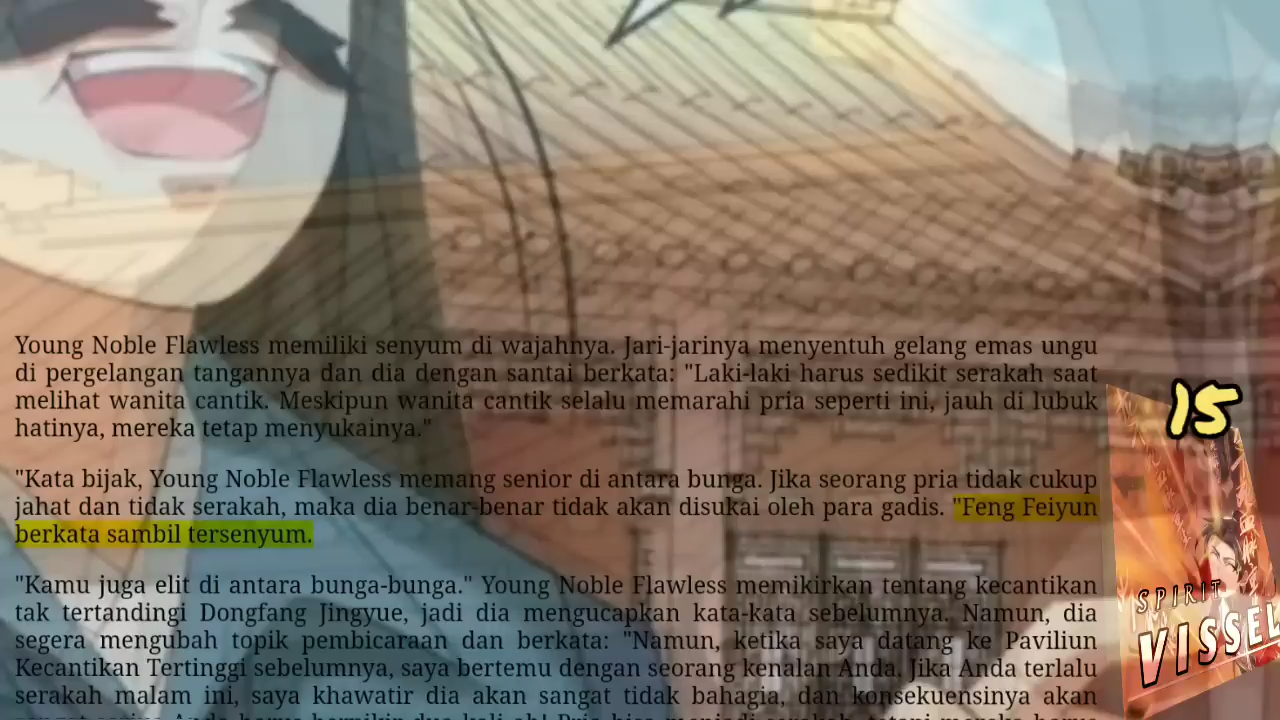 Young Noble Flawless memiliki senyum di wajahnya. Jari-jarinya menyentuh gelang emas ungu
di pergelangan tangannya dan dia dengan santai berkata: "Laki-laki harus sedikit serakah saat
melihat wanita cantik. Meskipun wanita cantik selalu memarahi pria seperti ini, jauh di lubuk
hatinya, mereka tetap menyukainya."
"Kata bijak, Young Noble Flawless memang senior di antara bunga. Jika seorang pria tidak cukup
jahat dan tidak serakah, maka dia benar-benar tidak akan disukai oleh para gadis. "Feng Feiyun
berkata sambil tersenyum.
"Kamu juga elit di antara bunga-bunga." Young Noble Flawless memikirkan tentang kecantikan
tak tertandingi Dongfang Jingyue, jadi dia mengucapkan kata-kata sebelumnya. Namun, dia
segera mengubah topik pembicaraan dan berkata: "Namun, ketika saya datang ke Paviliun
Kecantikan Tertinggi sebelumnya, saya bertemu dengan seorang kenalan Anda. Jika Anda terlalu
serakah malam ini, saya khawatir dia akan sangat tidak bahagia, dan konsekuensinya akan
15
SPIRIT
VISSEL